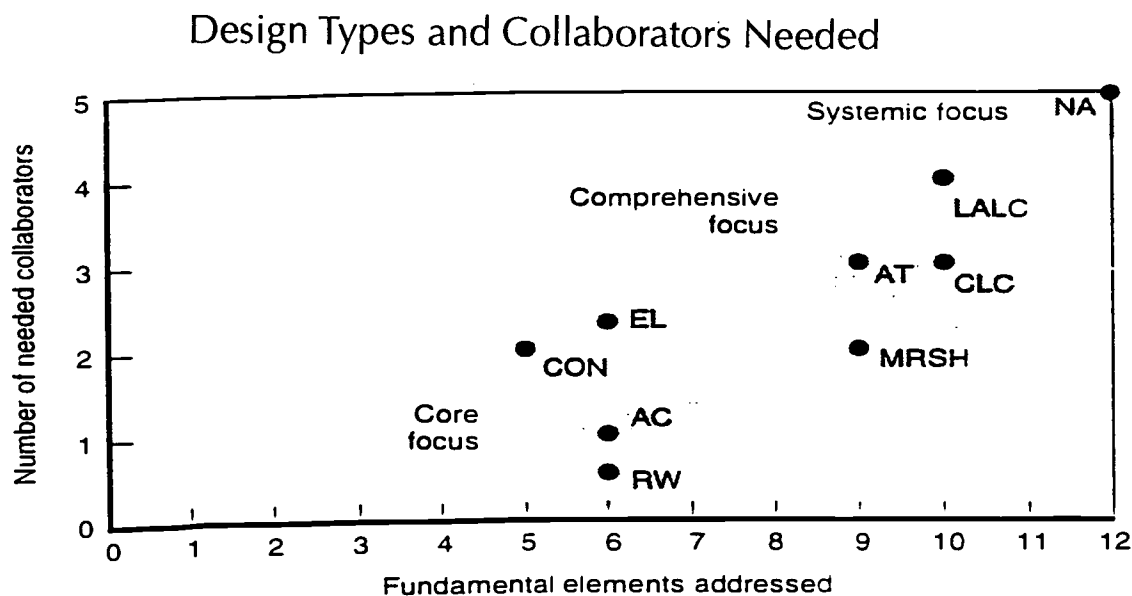 Design Types and Collaborators Needed
Number of needed collaborators
5
4
3
2
1
0
Systemic focus
NA
Comprehensive
focus
LALC
AT
CLC
EL
CON
MRSH
Core
focus
AC
RW
0 1 2 3 4 5 6 7 8 9 10 11 12
Fundamental elements addressed